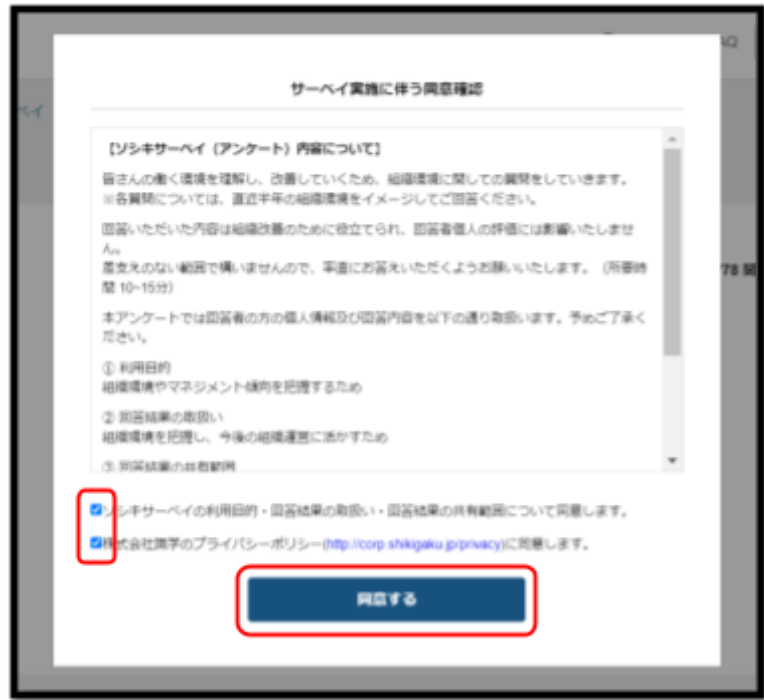 AQ
ベイ
サーベイ実施に伴う同意確認
【ソシキサーベイ（アンケート）内容について】
皆さんの働く環境を理解し、改善していくため、組織環境に関しての質問をしていきます。
※各質問については、直近半年の組織環境をイメージしてご回答ください。
回答いただいた内容は組織改善のために役立てられ、回答者個人の評価には影響いたしませ
ん。
差支えのない範囲で構いませんので、率直にお答えいただくようお願いいたします。（所要時
間 10~15分）
78 問
本アンケートでは回答者の方の個人情報及び回答内容を以下の通り取扱います。予めご了承く
ださい。
① 利用目的
組織環境やマネジメント傾向を把握するため
② 回答結果の取扱い
組織環境を把握し、今後の組織運営に活かすため
③ 回答結果の共有範囲
ソシキサーベイの利用目的・回答結果の取扱い・回答結果の共有範囲について同意します。
株式会社識学のプライバシーポリシー(http://corp.shikigaku.jp/privacy)に同意します。
同意する